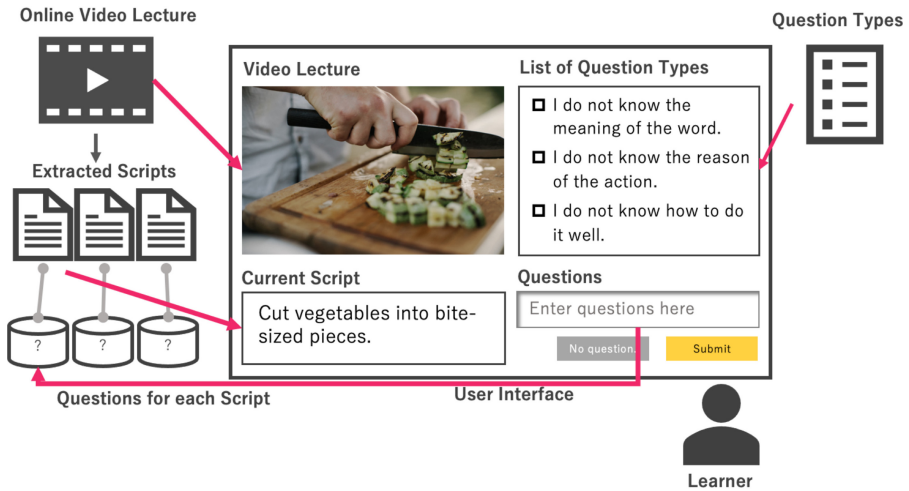 Online Video Lecture
Question Types
Video Lecture
List of Question Types
I do not know the
meaning of the word.
I do not know the reason
of the action.
I do not know how to do
it well.
Extracted Scripts
Current Script
Cut vegetables into bite-
sized pieces.
Questions
Enter questions here
No question.
Submit
?
?
?
Questions for each Script
User Interface
Learner